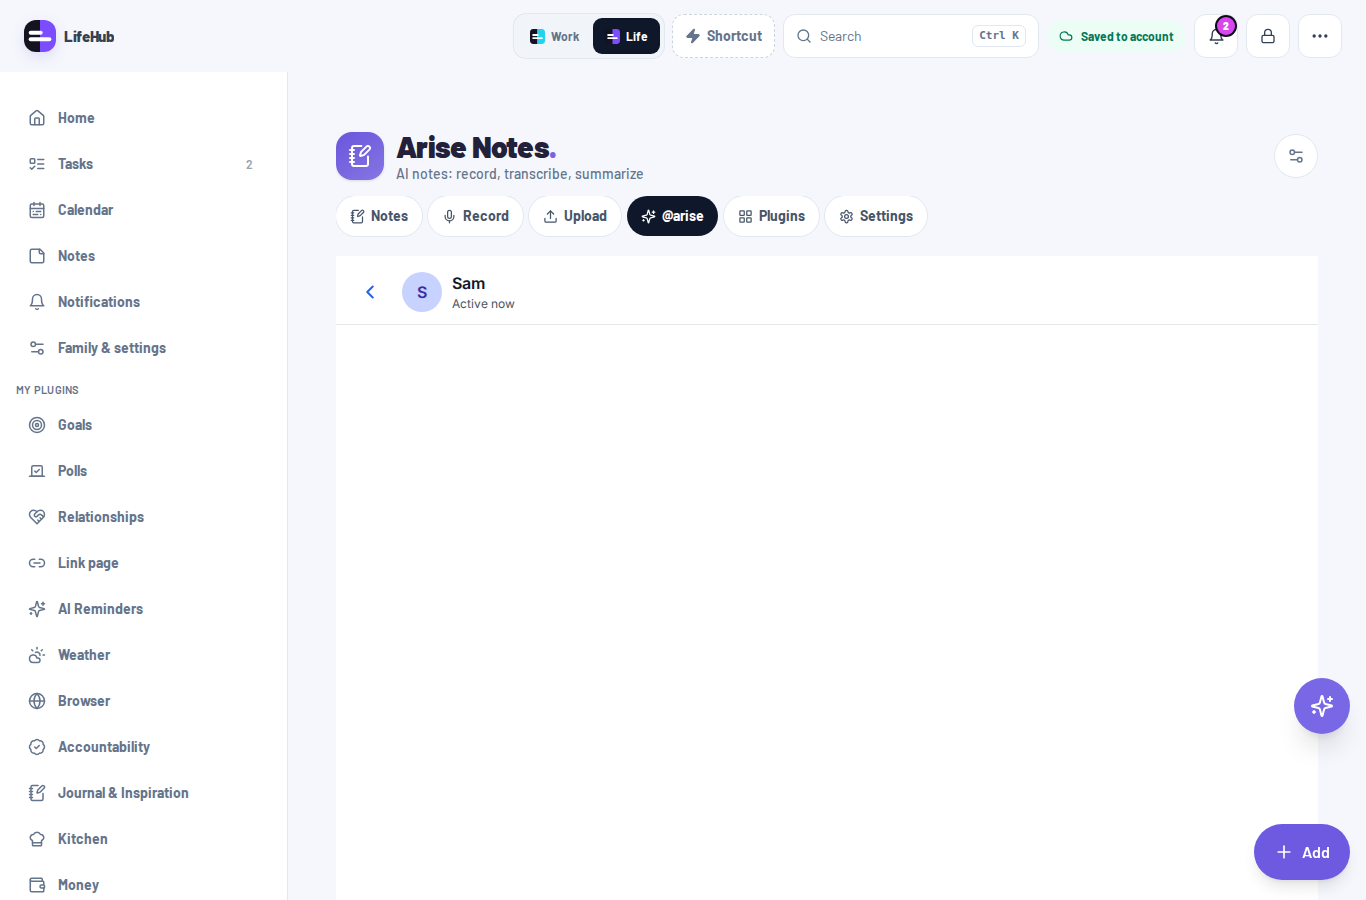 LifeHub
Work
Life
Shortcut
Search
Ctrl K
Saved to account
2
Home
Tasks
2
Calendar
Notes
Notifications
Family & settings
MY PLUGINS
Goals
Polls
Relationships
Link page
AI Reminders
Weather
Browser
Accountability
Journal & Inspiration
Kitchen
Money
Arise Notes.
AI notes: record, transcribe, summarize
Notes
Record
Upload
@arise
Plugins
Settings
S
Sam
Active now
Add